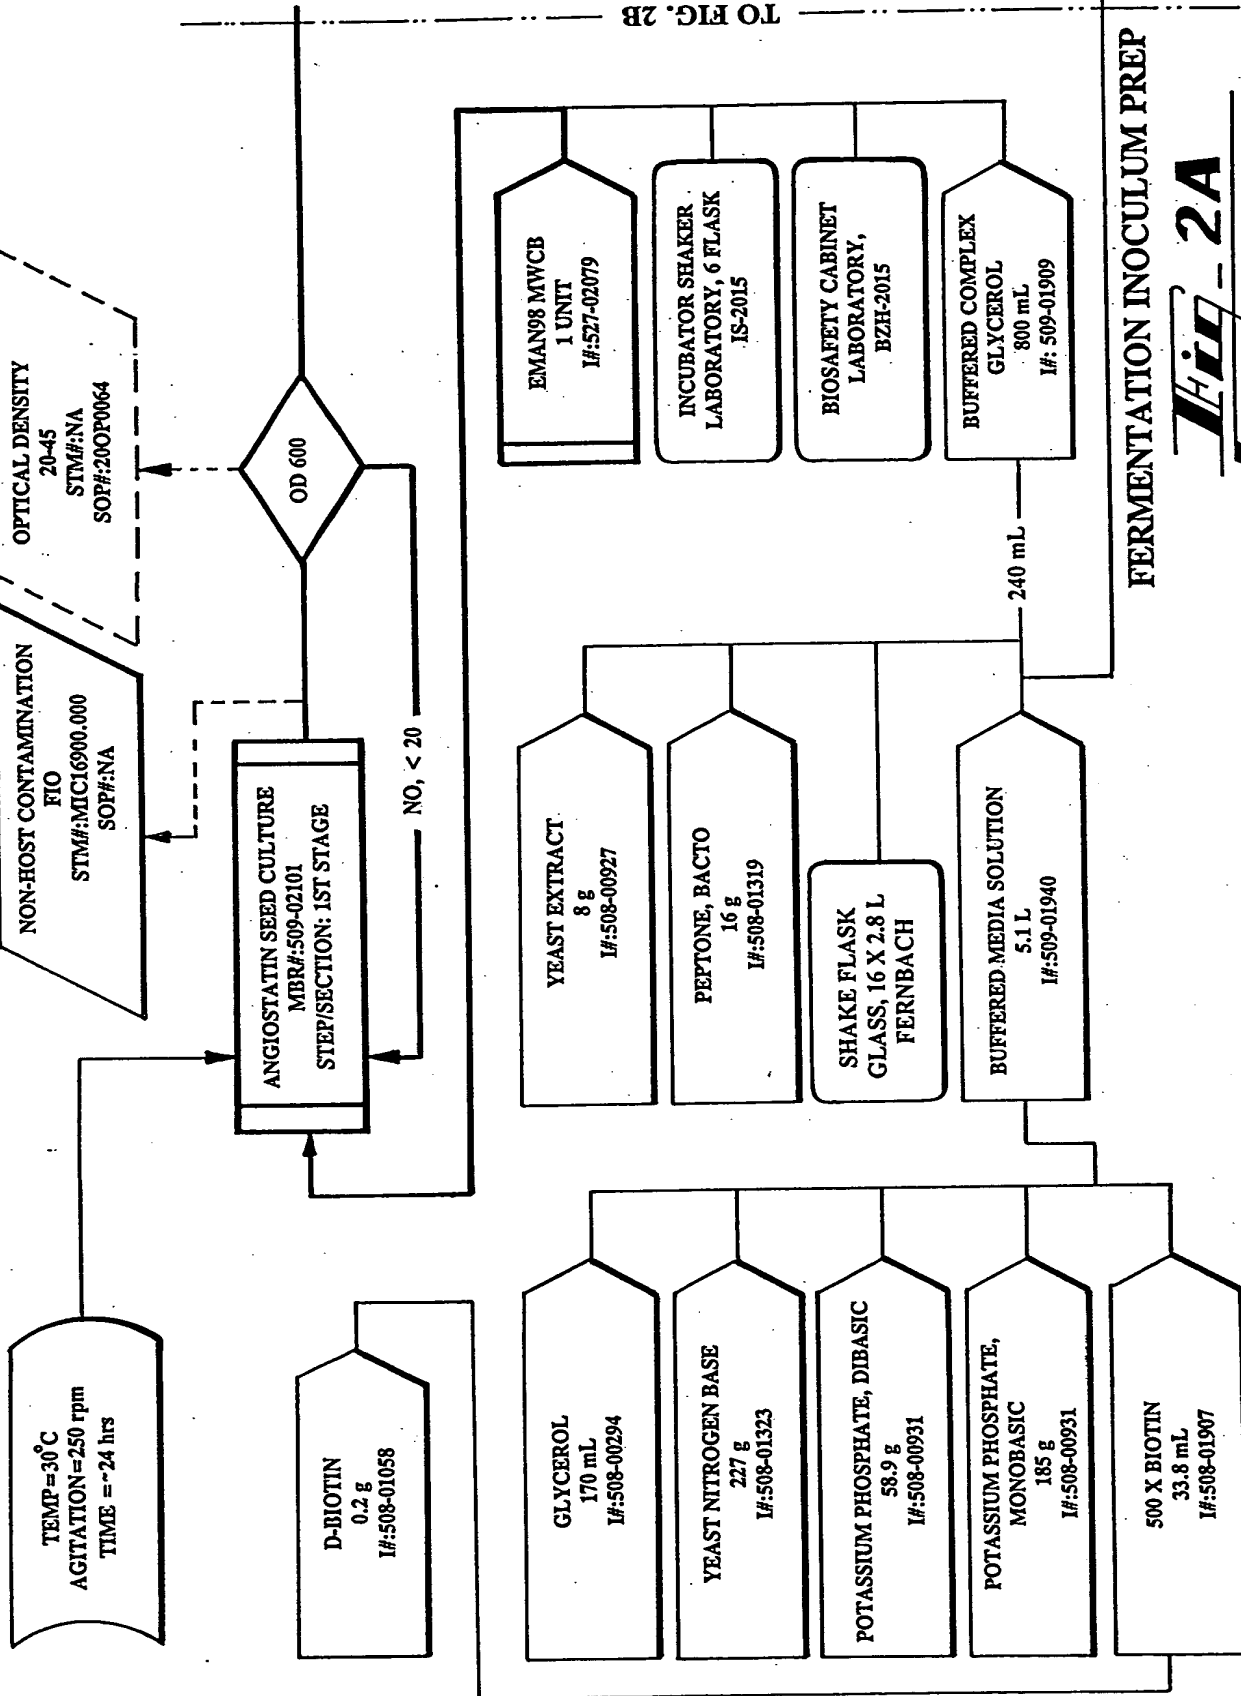 TEMP=30°C
AGITATION=250 rpm
TIME =~24 hrs
NON-HOST CONTAMINATION
FIO
STM#:MIC16900.000
SOP#:NA
OPTICAL DENSITY
20-45
STM#:NA
SOP#:20OP0064
ANGIOSTATIN SEED CULTURE
MBR#:509-02101
STEP/SECTION: 1ST STAGE
OD 600
NO, < 20
D-BIOTIN
0.2 g
I#:508-01058
GLYCEROL
170 mL
I#:508-00294
YEAST NITROGEN BASE
227 g
I#:508-01323
POTASSIUM PHOSPHATE, DIBASIC
58.9 g
I#:508-00931
POTASSIUM PHOSPHATE,
MONOBASIC
185 g
I#:508-00931
500 X BIOTIN
33.8 mL
I#:508-01907
YEAST EXTRACT
8 g
I#:508-00927
PEPTONE, BACTO
16 g
I#:508-01319
SHAKE FLASK
GLASS, 16 X 2.8 L
FERNBACH
BUFFERED MEDIA SOLUTION
5.1 L
I#:509-01940
240 mL
EMAN98 MWCB
1 UNIT
I#:527-02079
INCUBATOR SHAKER
LABORATORY, 6 FLASK
IS-2015
BIOSAFETY CABINET
LABORATORY,
BZH-2015
BUFFERED COMPLEX
GLYCEROL
800 mL
I#: 509-01909
TO FIG. 2B
FERMENTATION INOCULUM PREP
Fig_2A